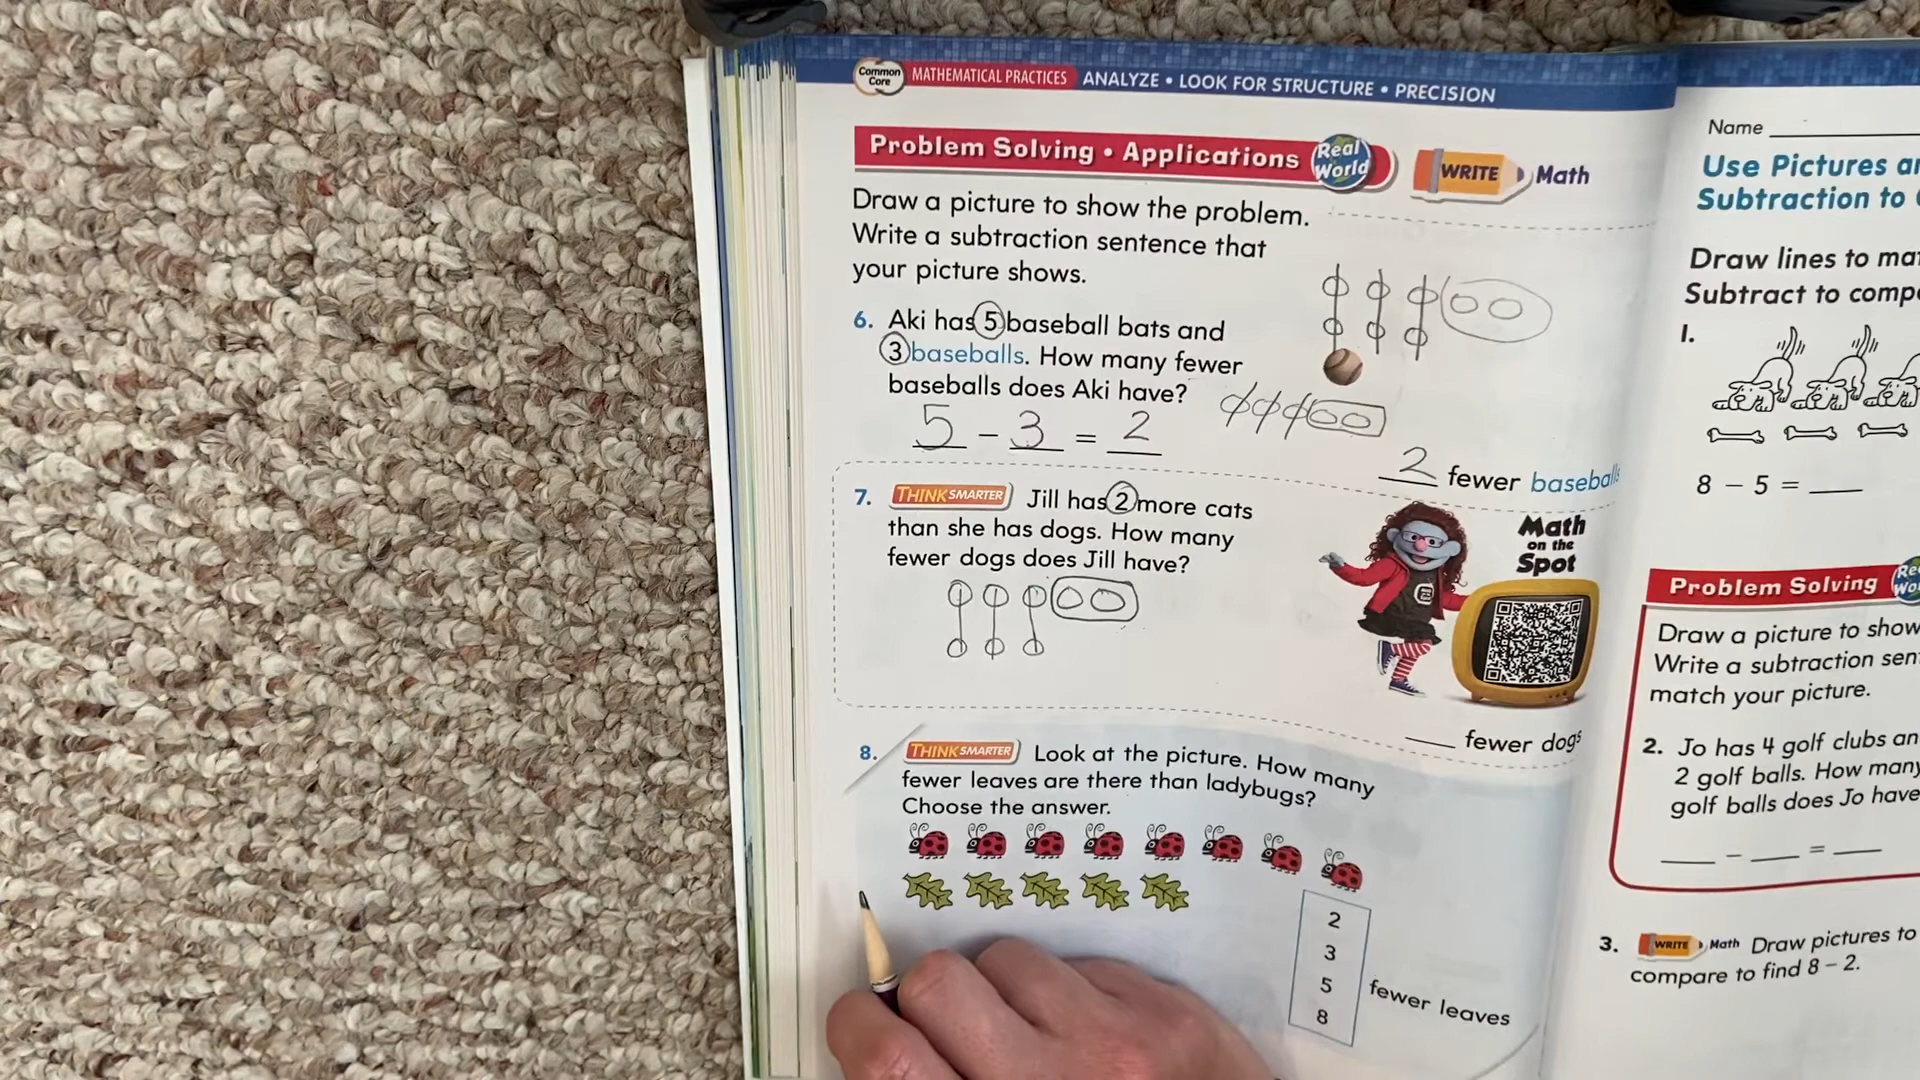 Common Core MATHEMATICAL PRACTICES ANALYZE • LOOK FOR STRUCTURE • PRECISION
Problem Solving • Applications Real World WRITE Math
Draw a picture to show the problem.
Write a subtraction sentence that
your picture shows.
6. Aki has 5 baseball bats and
3 baseballs. How many fewer
baseballs does Aki have?
5 - 3 = 2
2 fewer baseballs
7. THINK SMARTER Jill has 2 more cats
than she has dogs. How many
fewer dogs does Jill have?
Math
on the
Spot
___ fewer dogs
8. THINK SMARTER Look at the picture. How many
fewer leaves are there than ladybugs?
Choose the answer.
2
3
5
8
fewer leaves
Name
Use Pictures
Subtraction to
Draw lines to
Subtract to
1.
8 - 5 = ___
Problem Solving
Draw a picture to show
Write a subtraction
match your picture.
2. Jo has 4 golf clubs
2 golf balls. How many
golf balls does Jo have
___ - ___ = ___
3. WRITE Math Draw pictures to
compare to find 8 - 2.